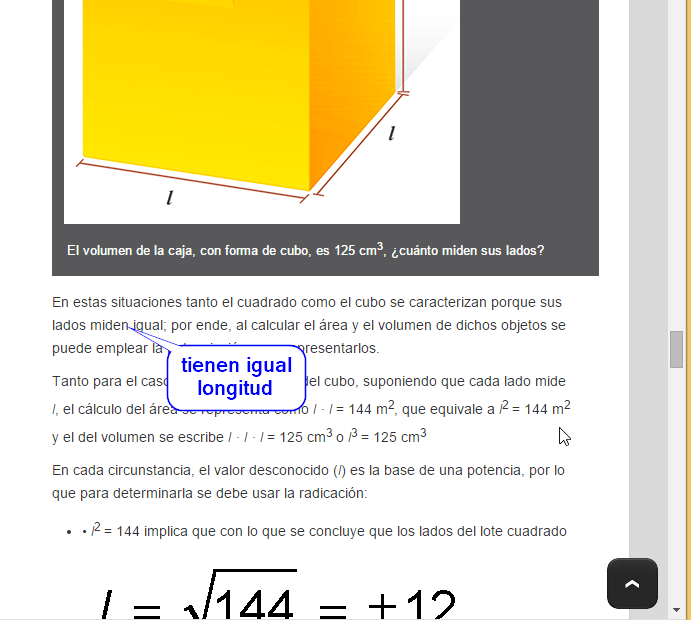 l
l
El volumen de la caja, con forma de cubo, es 125 cm³, ¿cuánto miden sus lados?
En estas situaciones tanto el cuadrado como el cubo se caracterizan porque sus
lados miden igual; por ende, al calcular el área y el volumen de dichos objetos se
puede emplear la presentarlos.
tienen igual
longitud
Tanto para el caso del cubo, suponiendo que cada lado mide
l, el cálculo del área se representa como l · l = 144 m², que equivale a l² = 144 m²
y el del volumen se escribe l · l · l = 125 cm³ o l³ = 125 cm³
En cada circunstancia, el valor desconocido (l) es la base de una potencia, por lo
que para determinarla se debe usar la radicación:
• • l² = 144 implica que con lo que se concluye que los lados del lote cuadrado
l = √144 = ±12